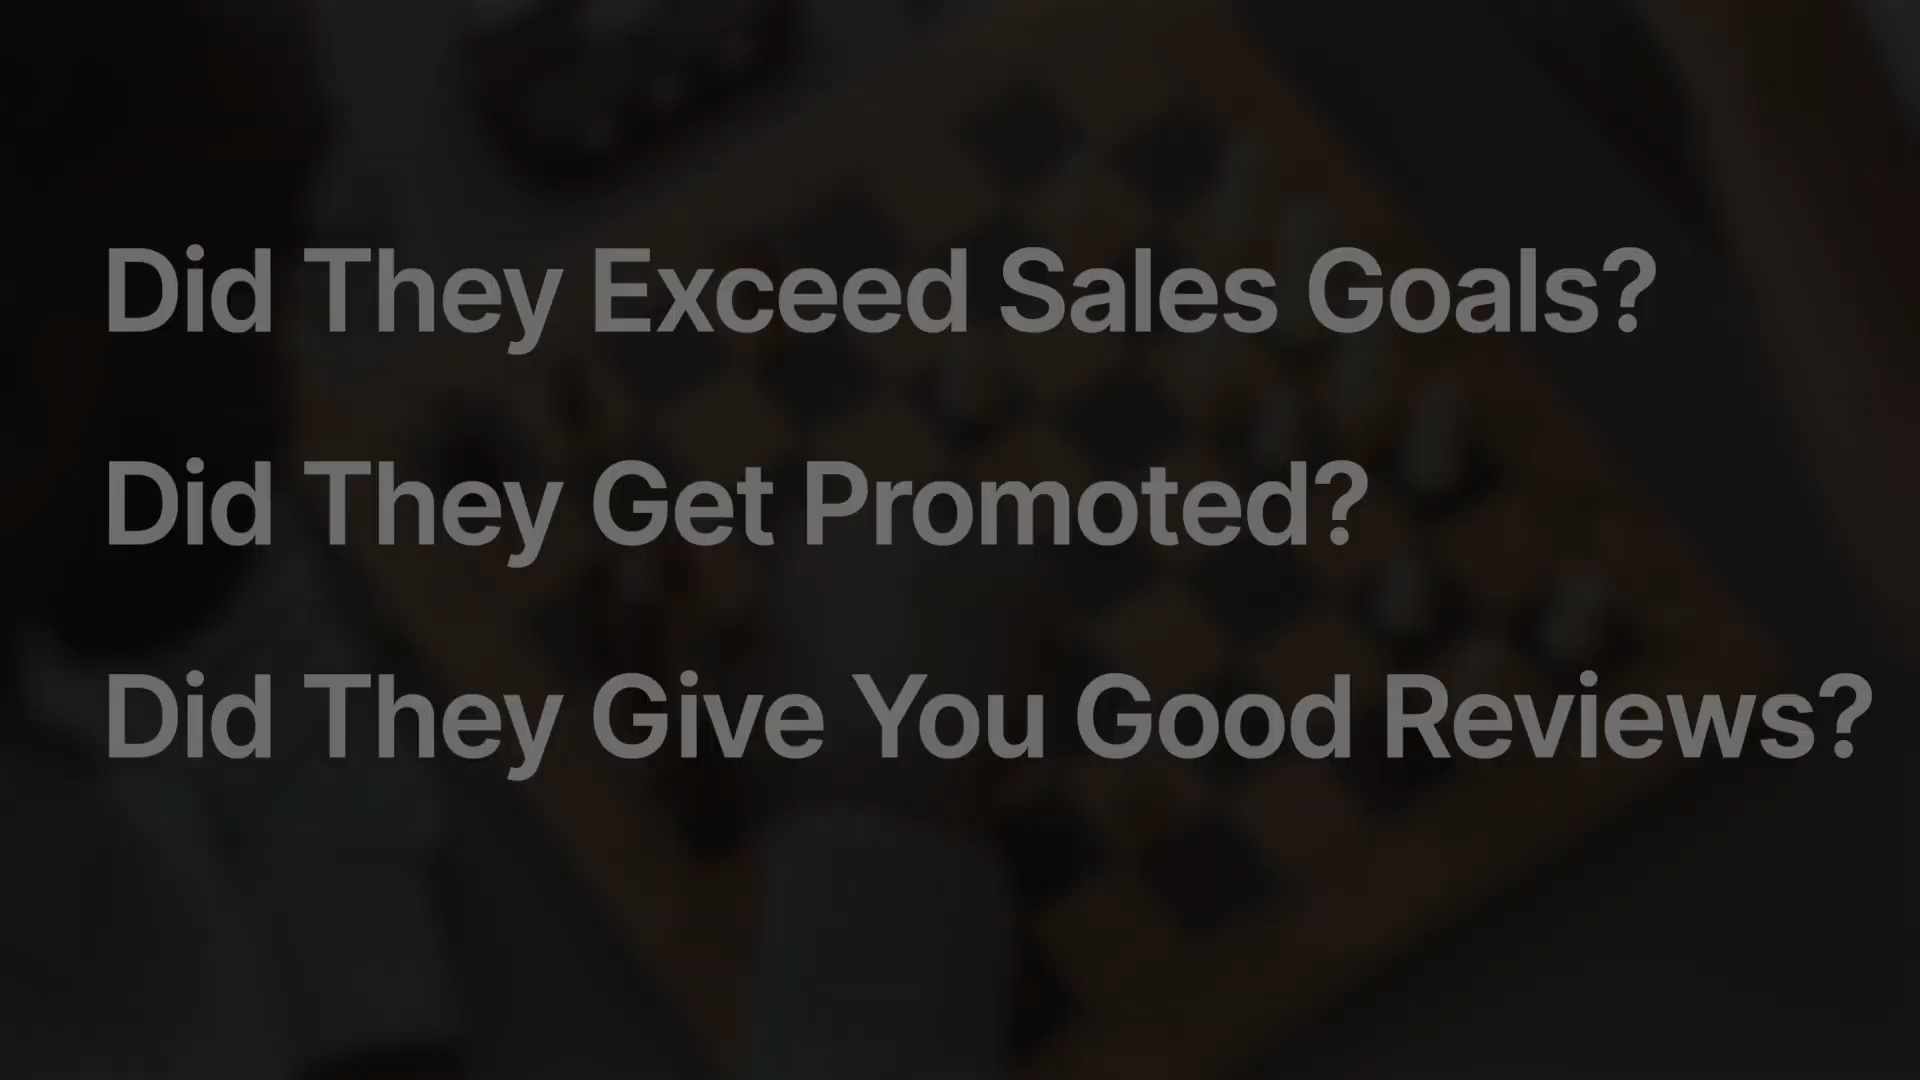 Did They Exceed Sales Goals?
Did They Get Promoted?
Did They Give You Good Reviews?